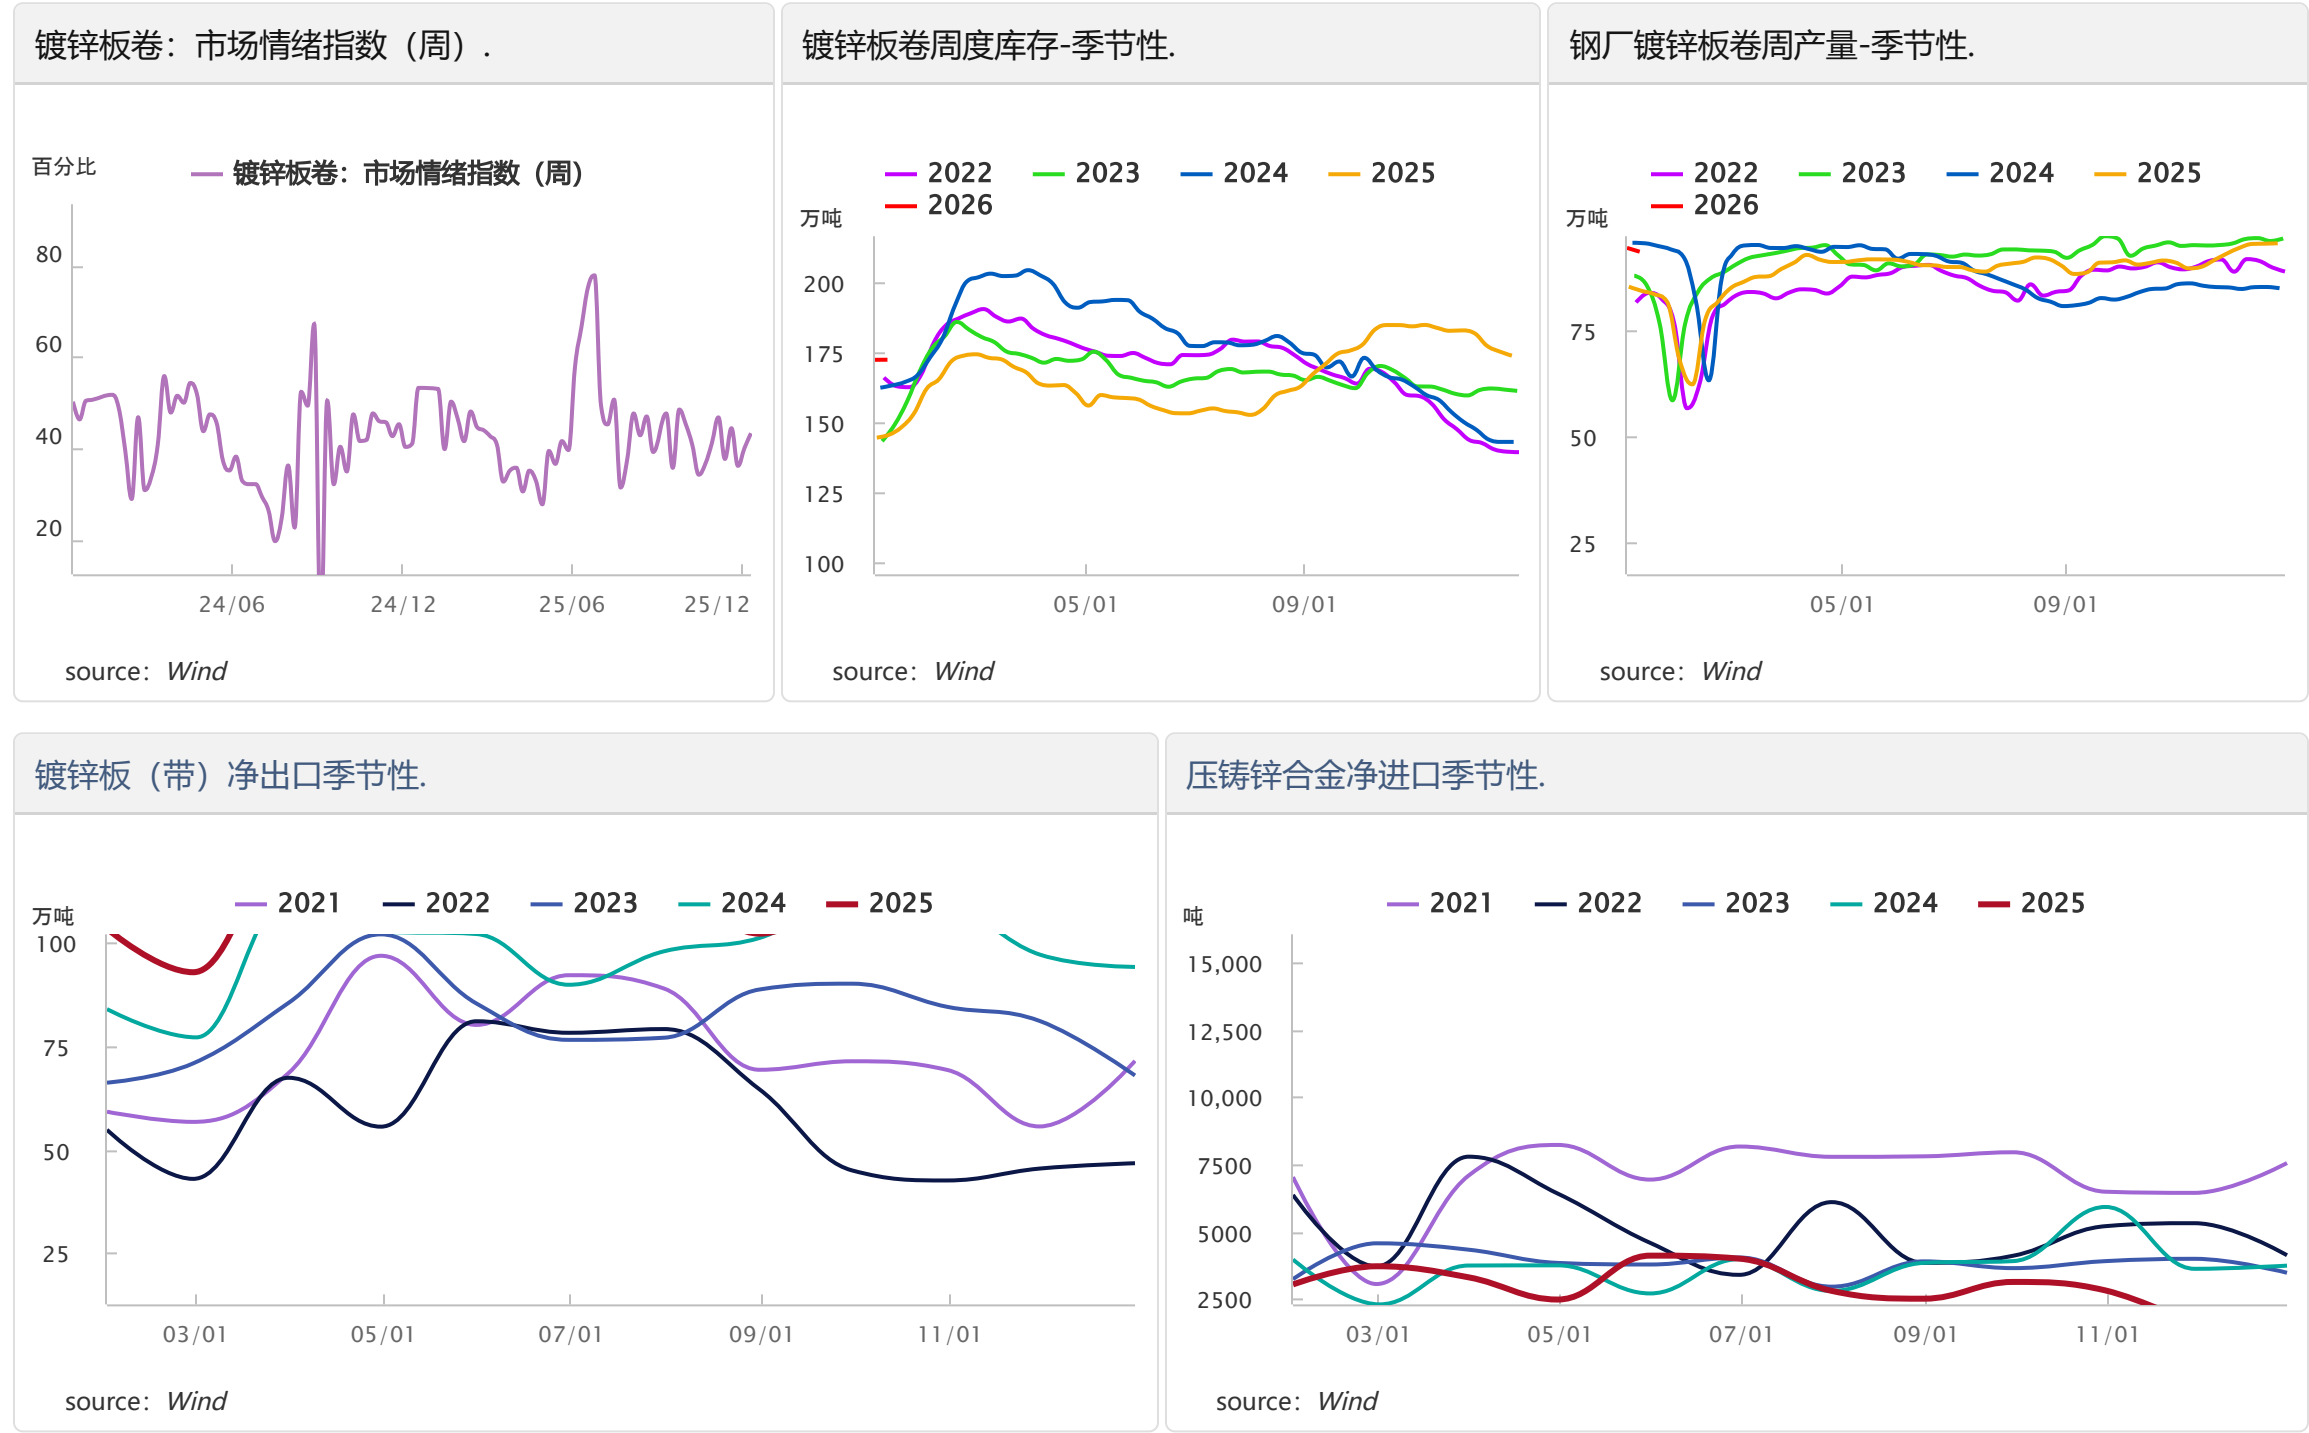 镀锌板卷：市场情绪指数（周）.
百分比
镀锌板卷：市场情绪指数（周）
80
60
40
20
24/06 24/12 25/06 25/12
source：Wind
镀锌板卷周度库存-季节性.
2022 2023 2024 2025
2026
万吨
200
175
150
125
100
05/01 09/01
source：Wind
钢厂镀锌板卷周产量-季节性.
2022 2023 2024 2025
2026
万吨
75
50
25
05/01 09/01
source：Wind
镀锌板（带）净出口季节性.
2021 2022 2023 2024 2025
万吨
100
75
50
25
03/01 05/01 07/01 09/01 11/01
source：Wind
压铸锌合金净进口季节性.
2021 2022 2023 2024 2025
吨
15,000
12,500
10,000
7500
5000
2500
03/01 05/01 07/01 09/01 11/01
source：Wind